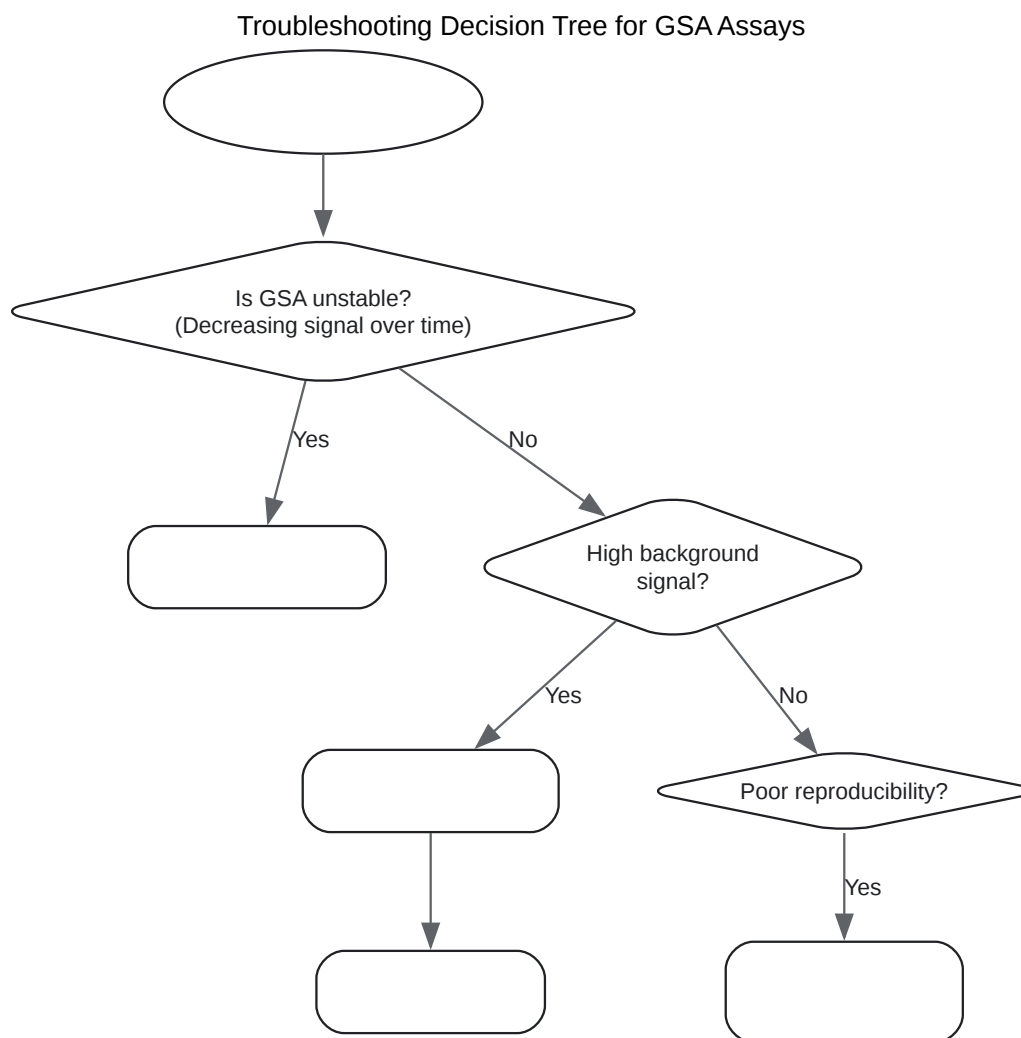 Troubleshooting Decision Tree for GSA Assays
Is GSA unstable?
(Decreasing signal over time)
Yes
No
High background
signal?
Yes
No
Poor reproducibility?
Yes